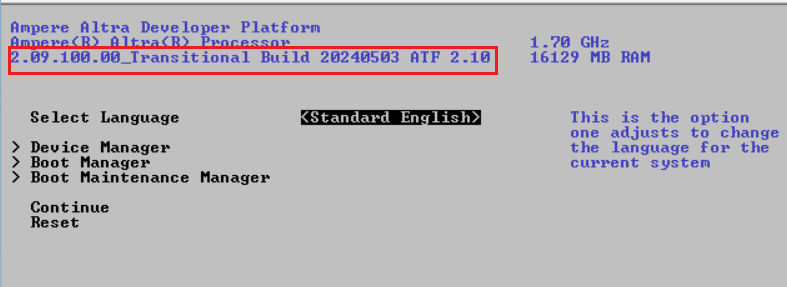 Ampere Altra Developer Platform
Ampere(R) Altra(R) Processor 1.70 GHz
2.09.100.00_Transitional Build 20240503 ATF 2.10 16129 MB RAM
Select Language <Standard English> This is the option
one adjusts to change
> Device Manager the language for the
> Boot Manager current system
> Boot Maintenance Manager
Continue
Reset